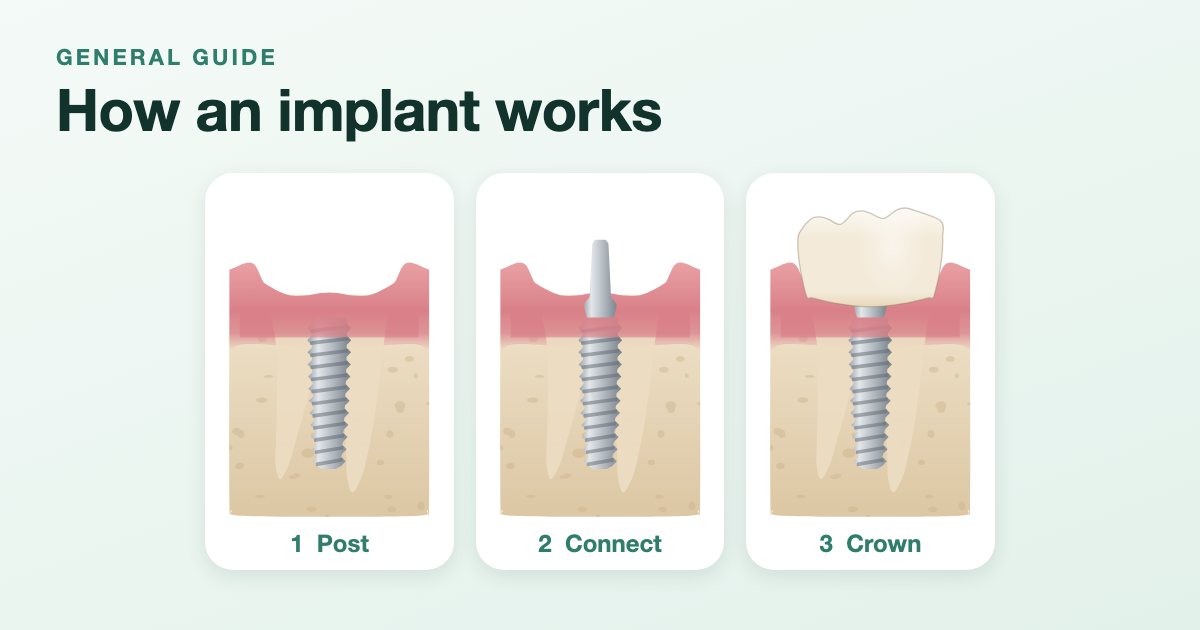 GENERAL GUIDE
How an implant works
1 Post
2 Connect
3 Crown